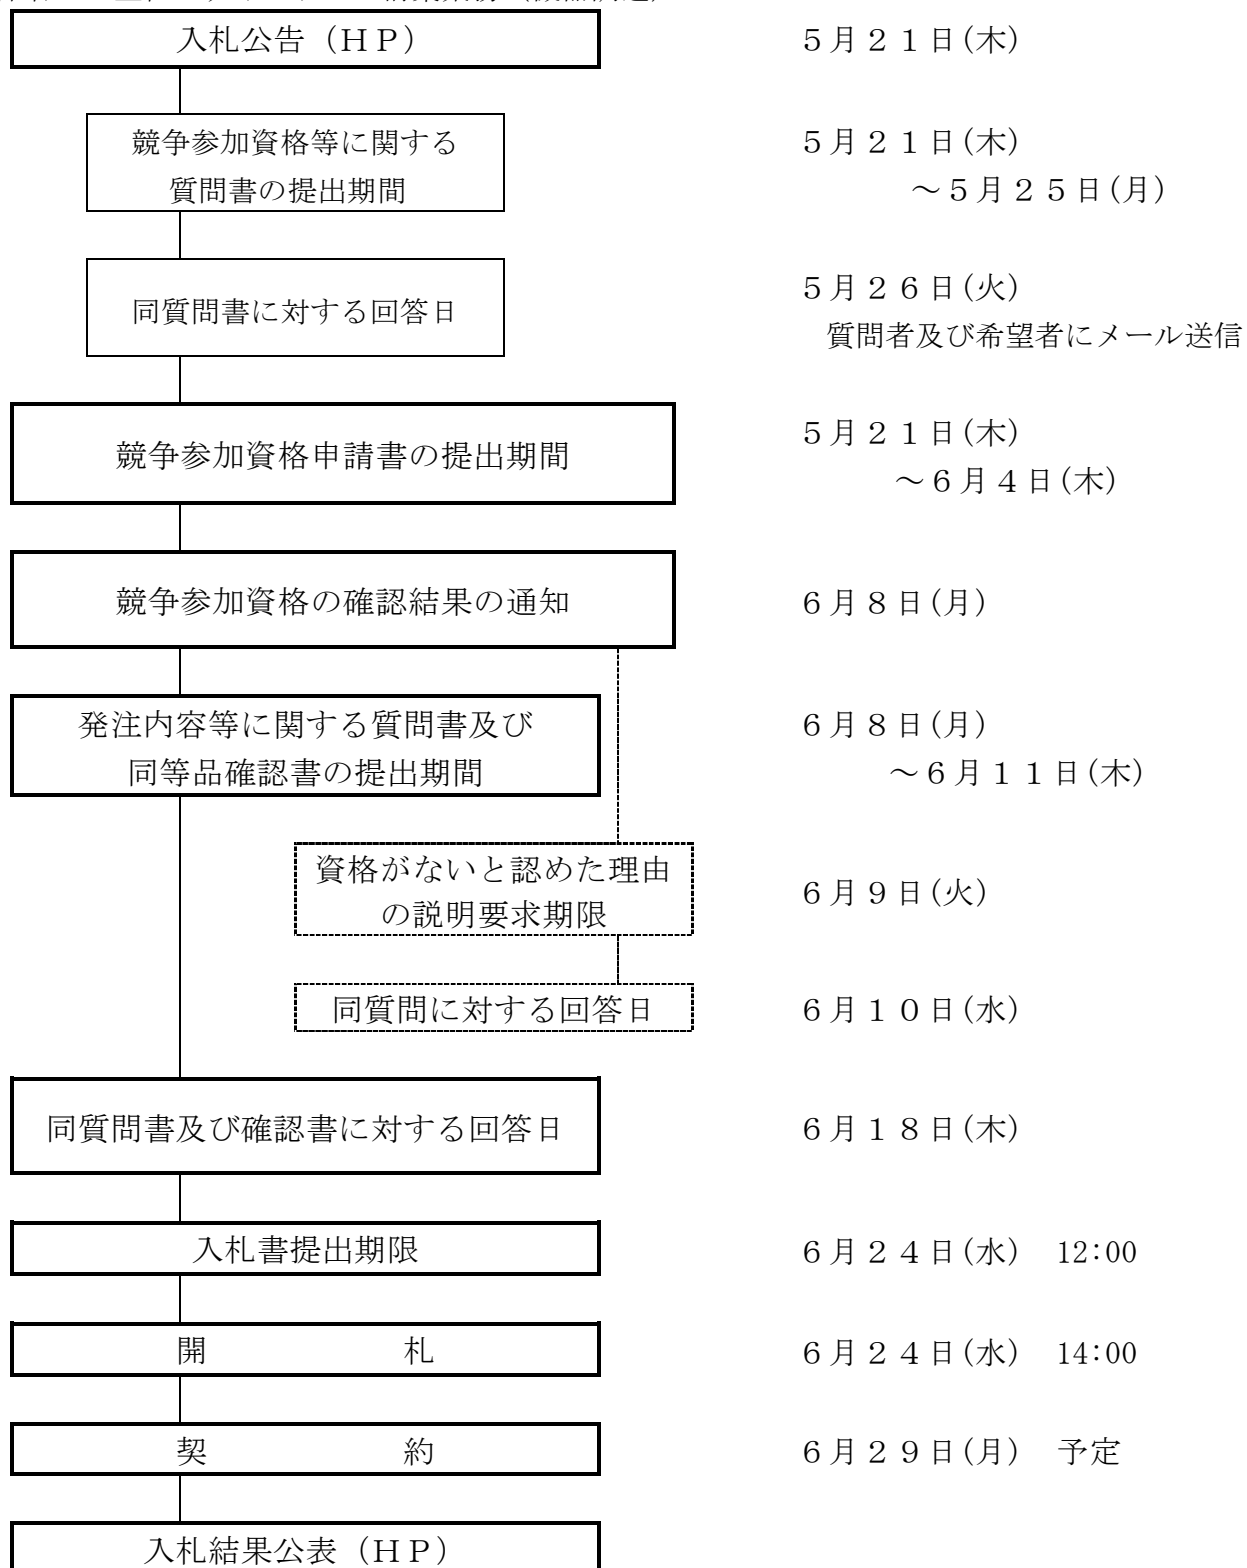 入札公告（ＨＰ）
５月２１日(木)
競争参加資格等に関する
質問書の提出期間
５月２１日(木)
～５月２５日(月)
同質問書に対する回答日
５月２６日(火)
質問者及び希望者にメール送信
競争参加資格申請書の提出期間
５月２１日(木)
～６月４日(木)
競争参加資格の確認結果の通知
６月８日(月)
発注内容等に関する質問書及び
同等品確認書の提出期間
６月８日(月)
～６月１１日(木)
資格がないと認めた理由
の説明要求期限
６月９日(火)
同質問に対する回答日
６月１０日(水)
同質問書及び確認書に対する回答日
６月１８日(木)
入札書提出期限
６月２４日(水)　12:00
開　　　　　　札
６月２４日(水)　14:00
契　　　　　　約
６月２９日(月)　予定
入札結果公表（ＨＰ）